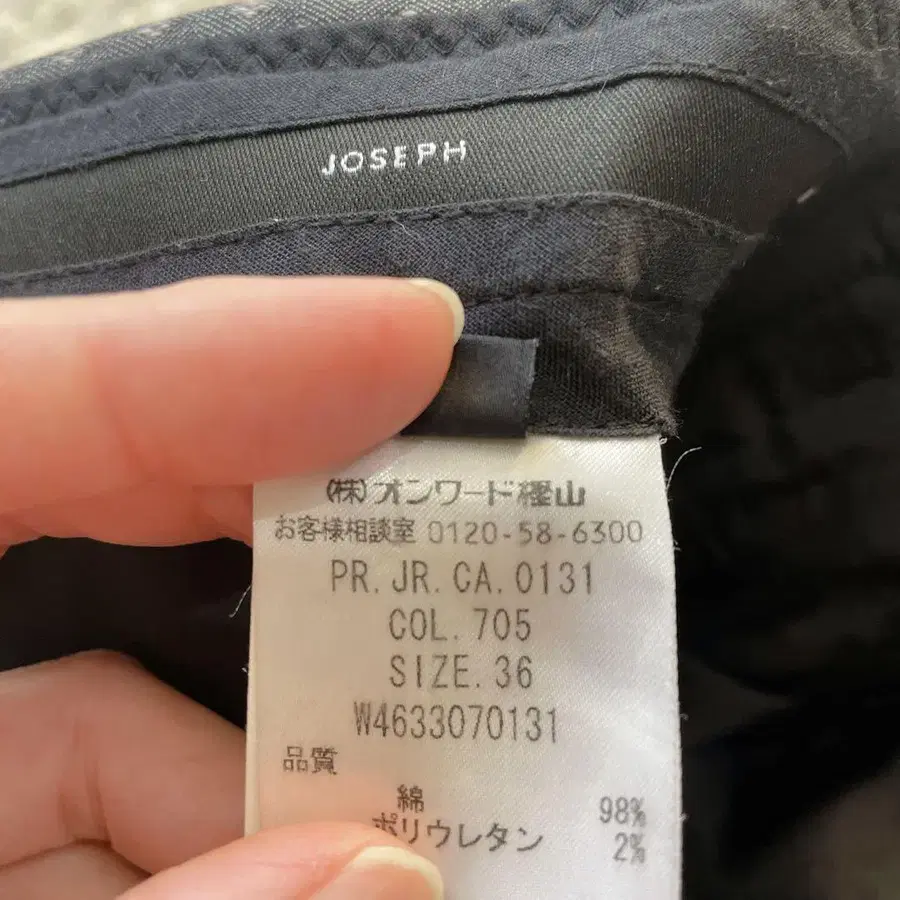 JOSEPH
(株)オンワード樫山
お客様相談室 0120-58-6300
PR.JR.CA.0131
COL.705
SIZE.36
W4633070131
品質
綿 98%
ポリウレタン 2%